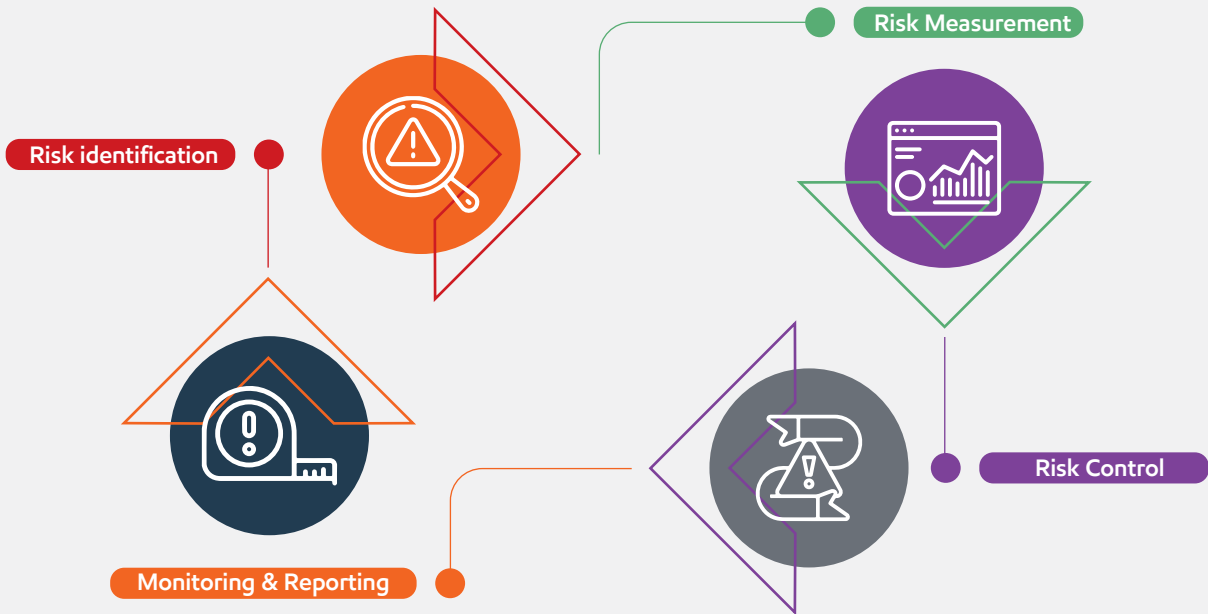 Risk Measurement
Risk identification
Risk Control
Monitoring & Reporting